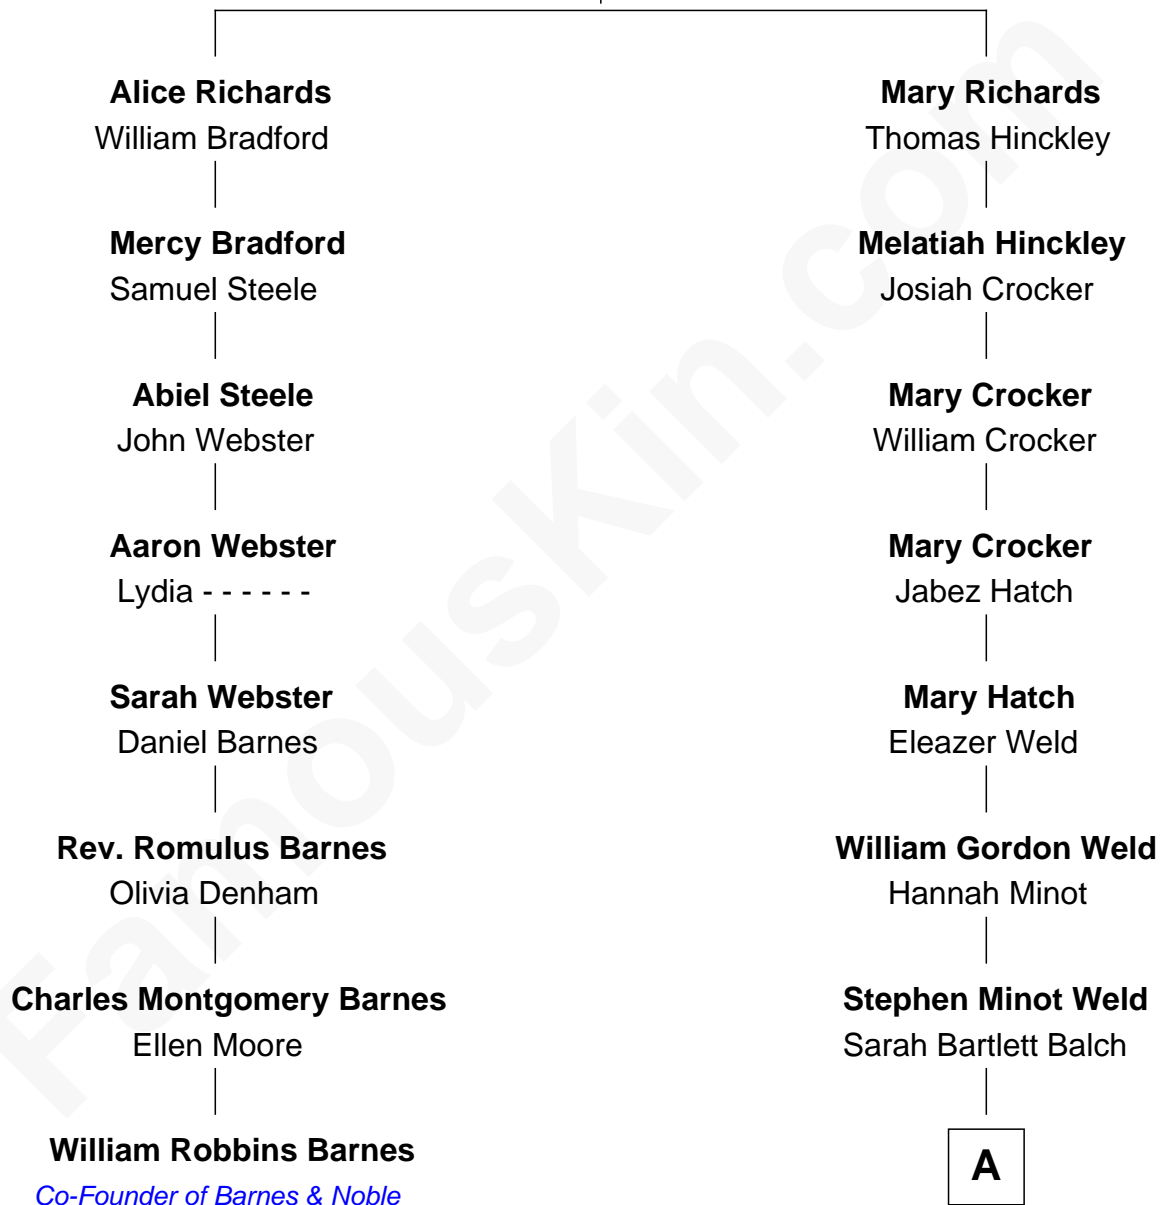 Alice Richards
William Bradford
Mercy Bradford
Samuel Steele
Abiel Steele
John Webster
Aaron Webster
Lydia - - - - - -
Sarah Webster
Daniel Barnes
Rev. Romulus Barnes
Olivia Denham
Charles Montgomery Barnes
Ellen Moore
William Robbins Barnes
Co-Founder of Barnes & Noble
Mary Richards
Thomas Hinckley
Melatiah Hinckley
Josiah Crocker
Mary Crocker
William Crocker
Mary Crocker
Jabez Hatch
Mary Hatch
Eleazer Weld
William Gordon Weld
Hannah Minot
Stephen Minot Weld
Sarah Bartlett Balch
A
FamousKin.com